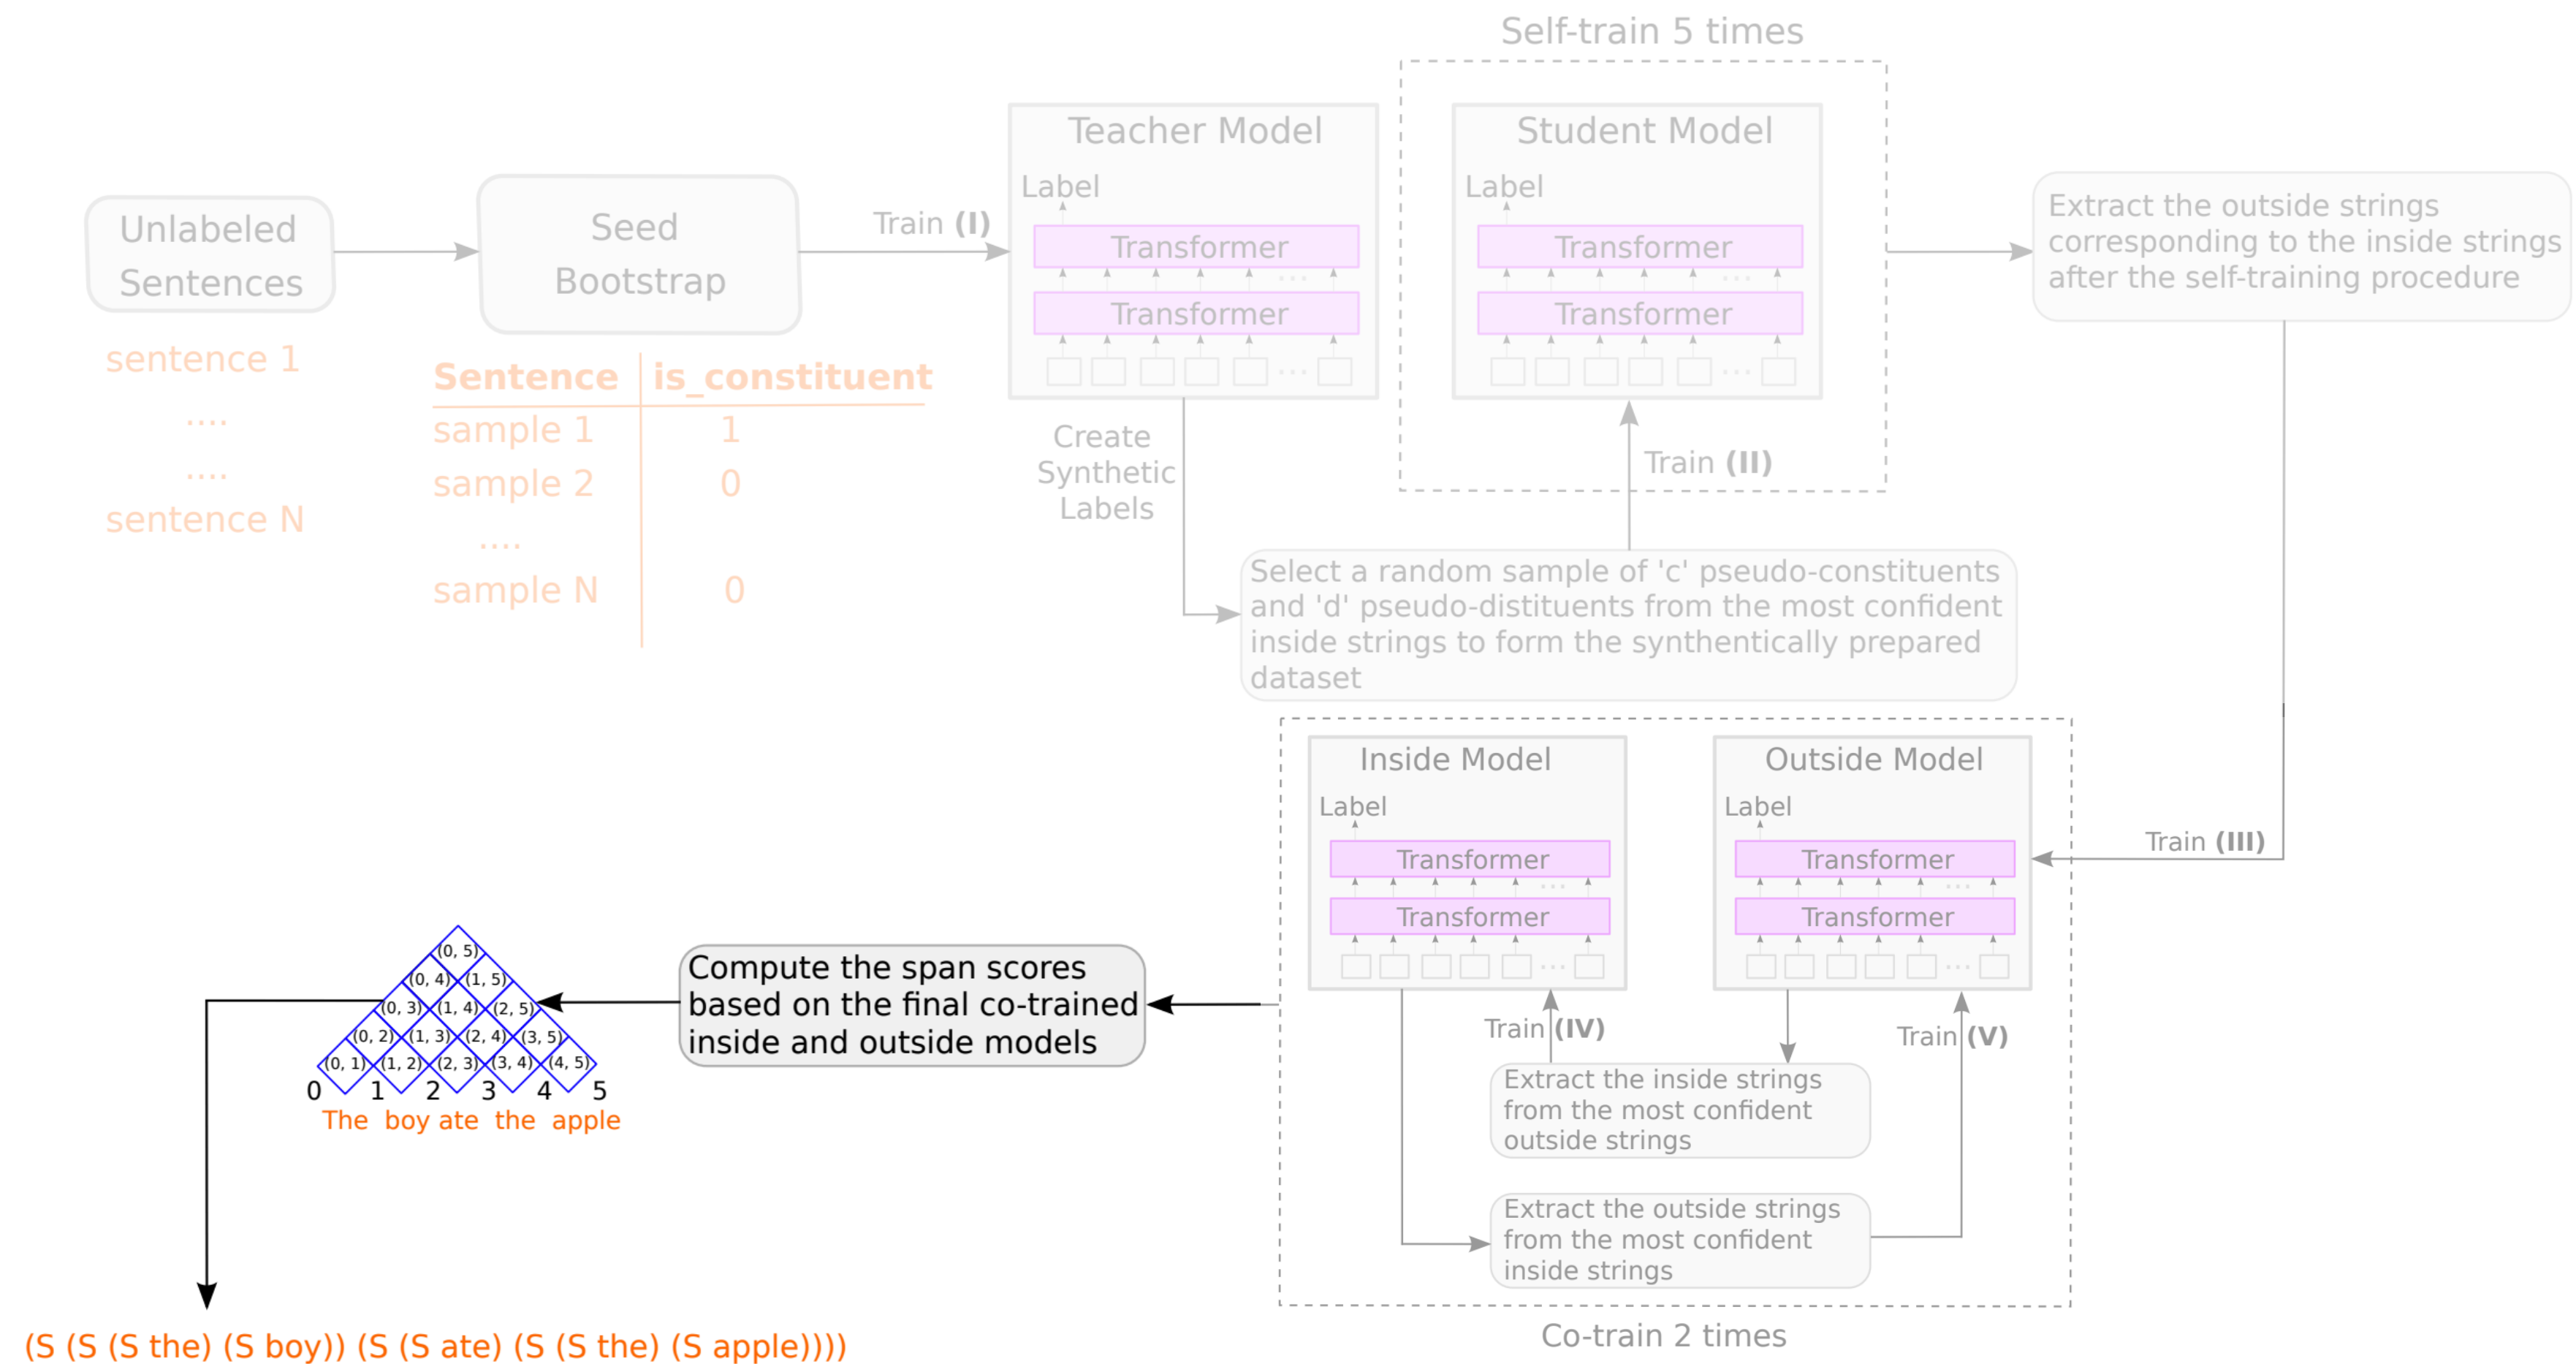 Self-train 5 times
Teacher Model
Label
Transformer
...
Transformer
...
Student Model
Label
Transformer
...
Transformer
...
Unlabeled
Sentences
Seed
Bootstrap
Train (I)
Extract the outside strings
corresponding to the inside strings
after the self-training procedure
sentence 1
....
....
sentence N
Sentence is_constituent
sample 1 1
sample 2 0
....
sample N 0
Create
Synthetic
Labels
Train (II)
Select a random sample of 'c' pseudo-constituents
and 'd' pseudo-distituents from the most confident
inside strings to form the synthentically prepared
dataset
Inside Model
Label
Transformer
...
Transformer
...
Outside Model
Label
Transformer
...
Transformer
...
Train (III)
Train (IV)
Train (V)
Extract the inside strings
from the most confident
outside strings
Extract the outside strings
from the most confident
inside strings
Co-train 2 times
Compute the span scores
based on the final co-trained
inside and outside models
(0, 5)
(0, 4) (1, 5)
(0, 3) (1, 4) (2, 5)
(0, 2) (1, 3) (2, 4) (3, 5)
(0, 1) (1, 2) (2, 3) (3, 4) (4, 5)
0 1 2 3 4 5
The boy ate the apple
(S (S (S the) (S boy)) (S (S ate) (S (S the) (S apple))))